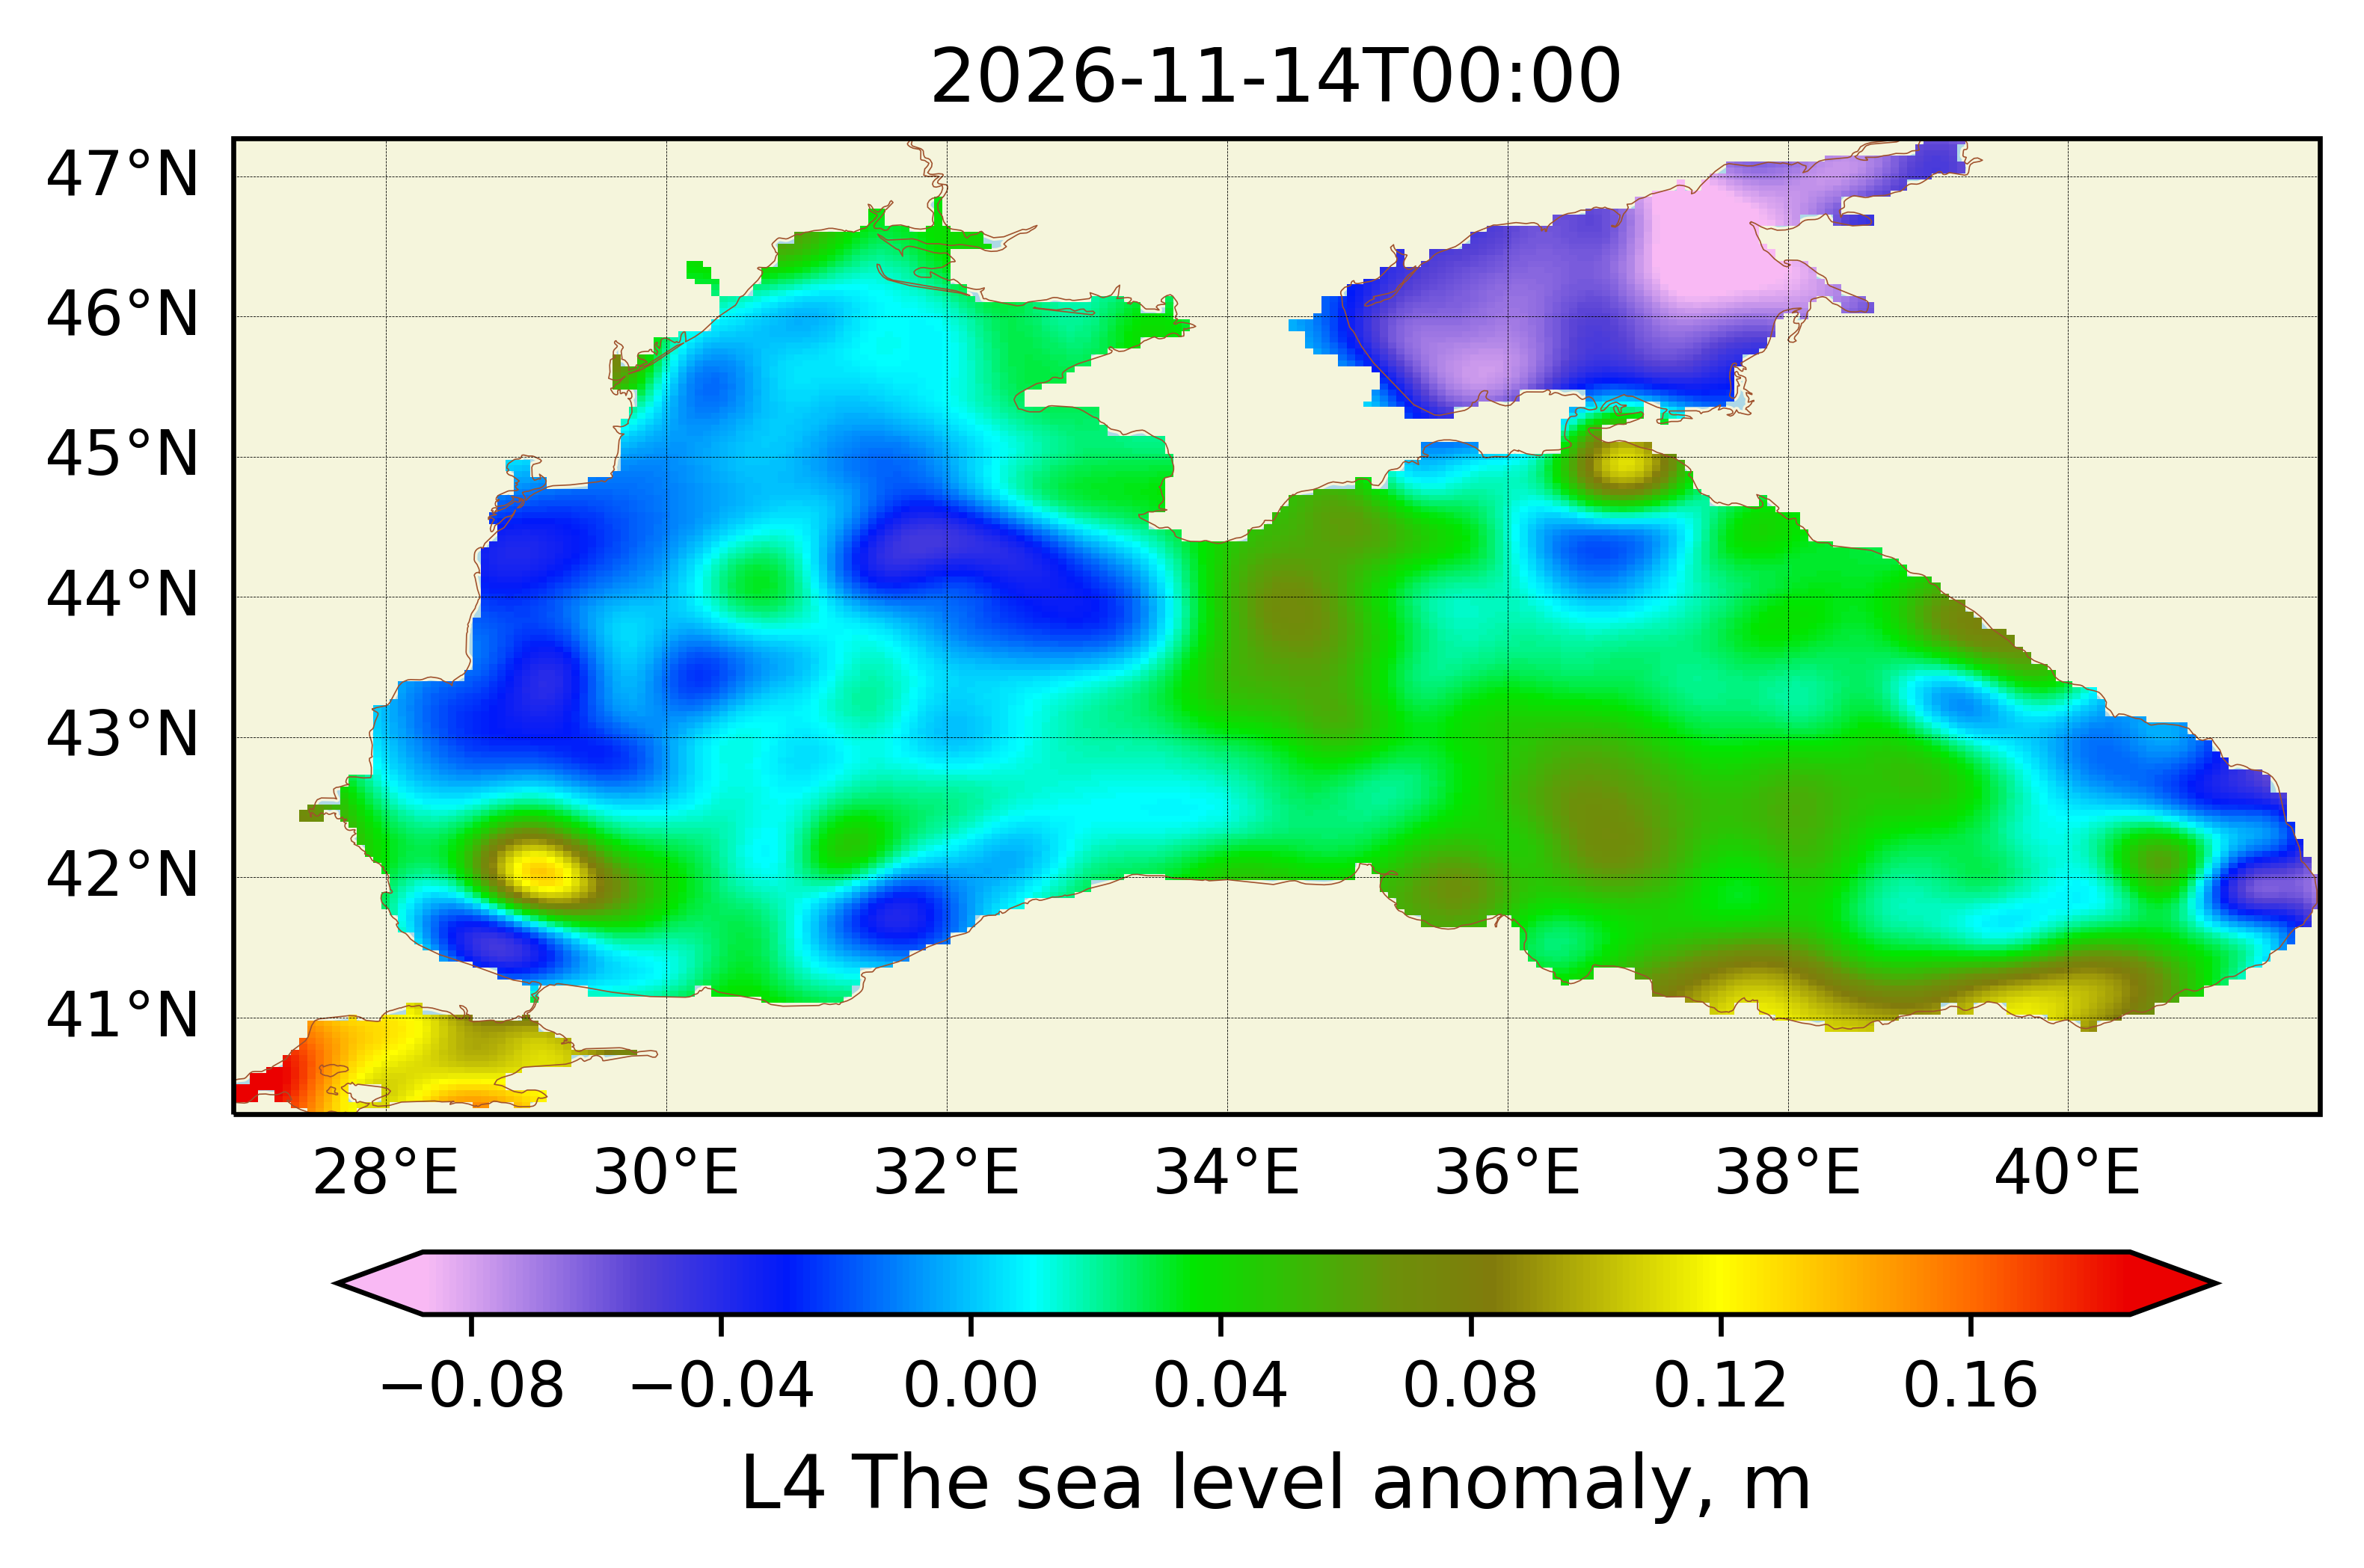 2026-11-14T00:00
47°N
46°N
45°N
44°N
43°N
42°N
41°N
28°E 30°E 32°E 34°E 36°E 38°E 40°E
−0.08 −0.04 0.00 0.04 0.08 0.12 0.16
L4 The sea level anomaly, m